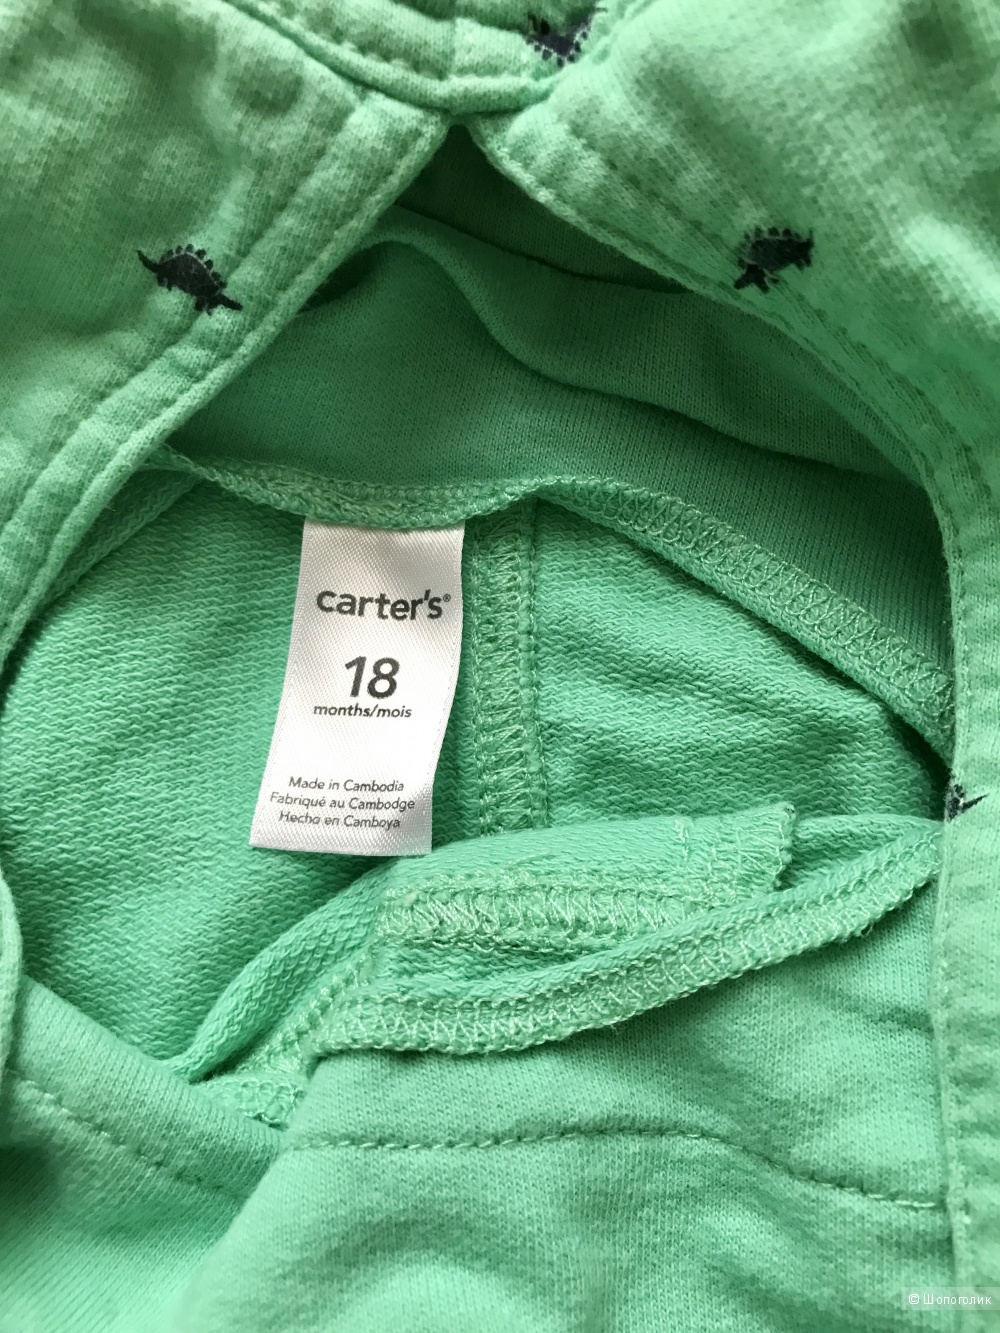 carter's®
18
months/mois
Made in Cambodia
Fabriqué au Cambodge
Hecho en Camboya
© Шопоголик